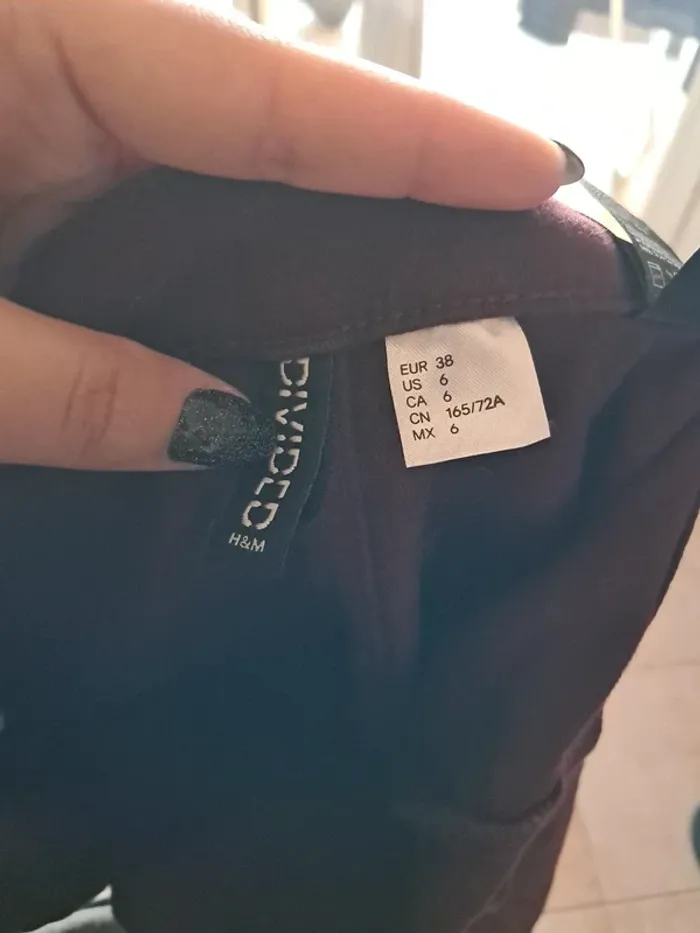 DIVIDED
H&M
EUR 38
US 6
CA 6
CN 165/72A
MX 6